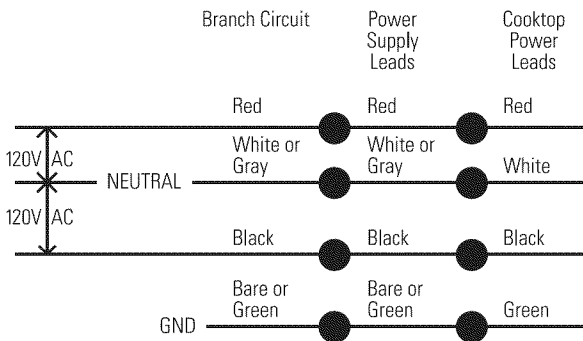 Branch Circuit Power Supply Leads Cooktop Power Leads
Red Red Red
120V AC
White or Gray White or Gray White
NEUTRAL
120V AC
Black Black Black
Bare or Green Bare or Green Green
GND